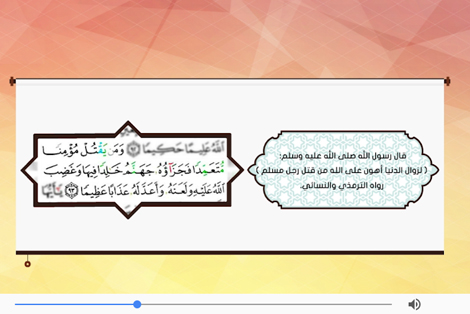 قال رسول الله صلى الله عليه وسلم:
( لزوال الدنيا أهون على الله من قتل رجل مسلم )
رواه الترمذي والنسائي.
ٱللَّهُ عَلِيمًا حَكِيمًا ٩٢ وَمَن يَقْتُلْ مُؤْمِنًا
مُّتَعَمِّدًا فَجَزَآؤُهُۥ جَهَنَّمُ خَٰلِدًا فِيهَا وَغَضِبَ
ٱللَّهُ عَلَيْهِ وَلَعَنَهُۥ وَأَعَدَّ لَهُۥ عَذَابًا عَظِيمًا ٩٣